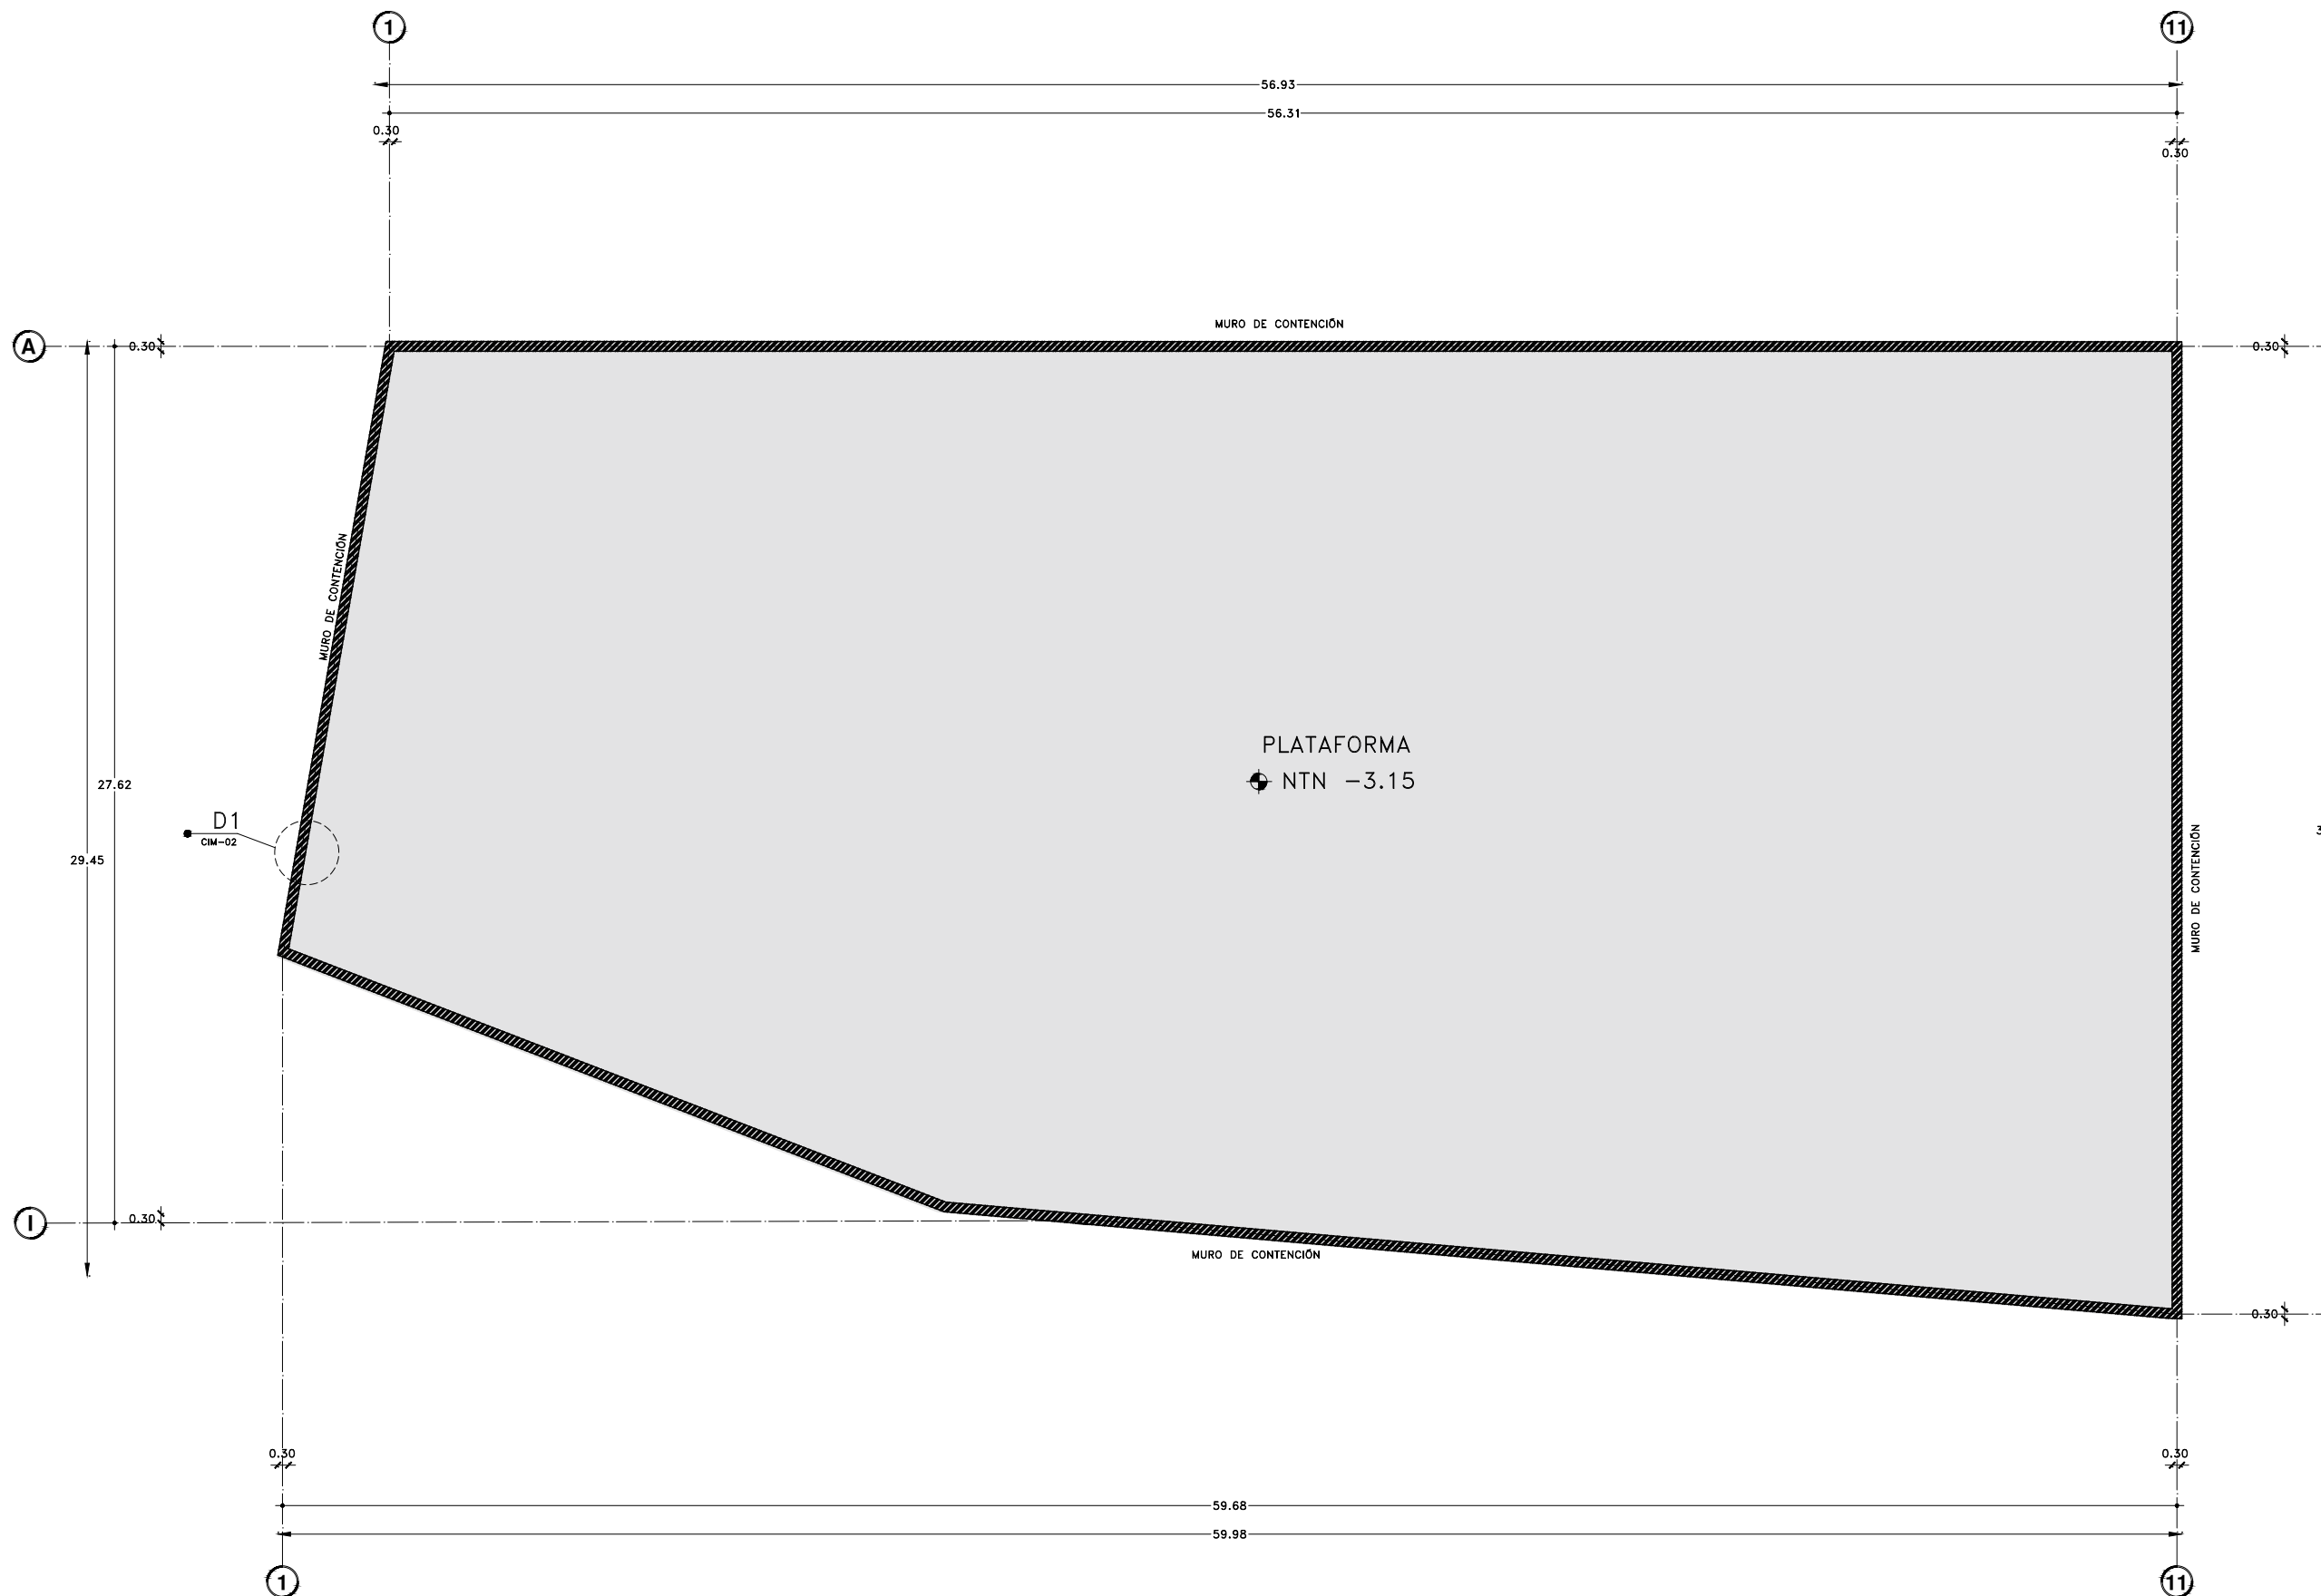 1
11
56.93
56.31
0.30
0.30
MURO DE CONTENCIÓN
A
0.30
0.30
MURO DE CONTENCIÓN
PLATAFORMA
NTN -3.15
27.62
D1
CIM-02
29.45
MURO DE CONTENCIÓN
I
0.30
MURO DE CONTENCIÓN
0.30
0.30
0.30
59.68
59.98
1
11